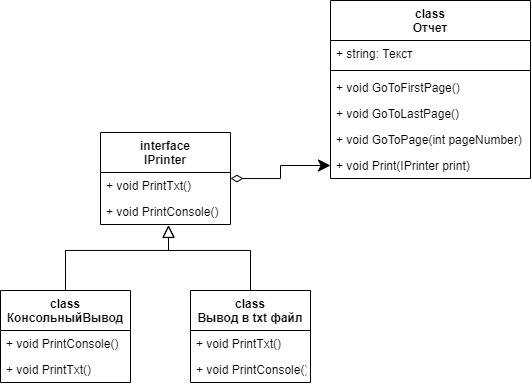 class
Отчет
+ string: Текст
+ void GoToFirstPage()
+ void GoToLastPage()
+ void GoToPage(int pageNumber)
+ void Print(IPrinter print)
interface
IPrinter
+ void PrintTxt()
+ void PrintConsole()
class
КонсольныйВывод
+ void PrintConsole()
+ void PrintTxt()
class
Вывод в txt файл
+ void PrintTxt()
+ void PrintConsole()